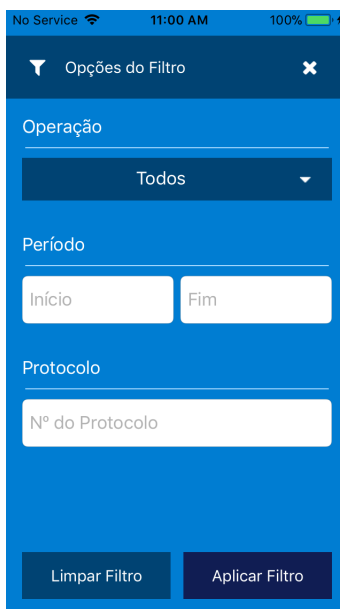 No Service 11:00 AM 100%
Opções do Filtro
Operação
Todos
Período
Início Fim
Protocolo
Nº do Protocolo
Limpar Filtro Aplicar Filtro